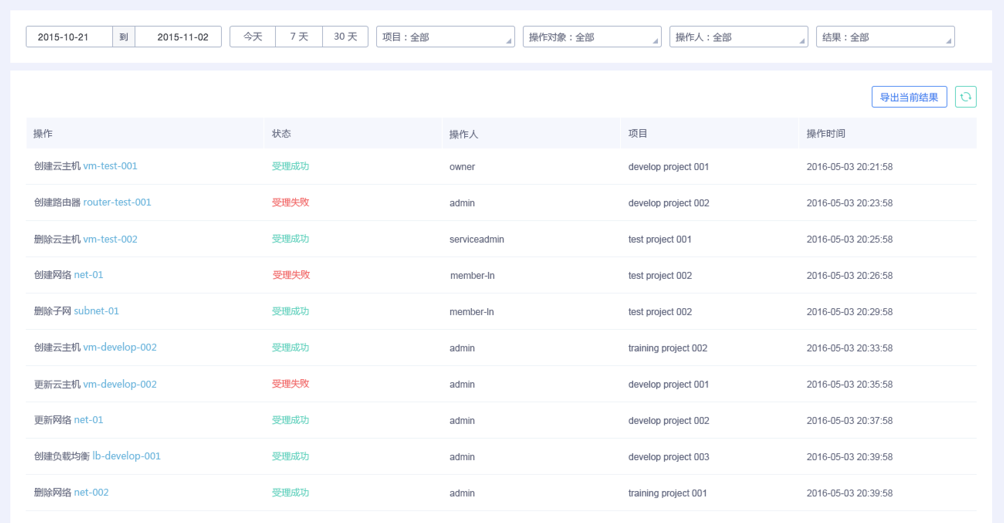 2015-10-21 到 2015-11-02 今天 7 天 30 天 项目：全部 操作对象：全部 操作人：全部 结果：全部
导出当前结果
操作 状态 操作人 项目 操作时间
创建云主机 vm-test-001 受理成功 owner develop project 001 2016-05-03 20:21:58
创建路由器 router-test-001 受理失败 admin develop project 002 2016-05-03 20:23:58
删除云主机 vm-test-002 受理成功 serviceadmin test project 001 2016-05-03 20:25:58
创建网络 net-01 受理失败 member-ln test project 002 2016-05-03 20:26:58
删除子网 subnet-01 受理成功 member-ln test project 002 2016-05-03 20:29:58
创建云主机 vm-develop-002 受理成功 admin training project 002 2016-05-03 20:33:58
更新云主机 vm-develop-002 受理失败 admin develop project 001 2016-05-03 20:35:58
更新网络 net-01 受理成功 admin develop project 002 2016-05-03 20:37:58
创建负载均衡 lb-develop-001 受理成功 admin develop project 003 2016-05-03 20:39:58
删除网络 net-002 受理成功 admin training project 001 2016-05-03 20:39:58